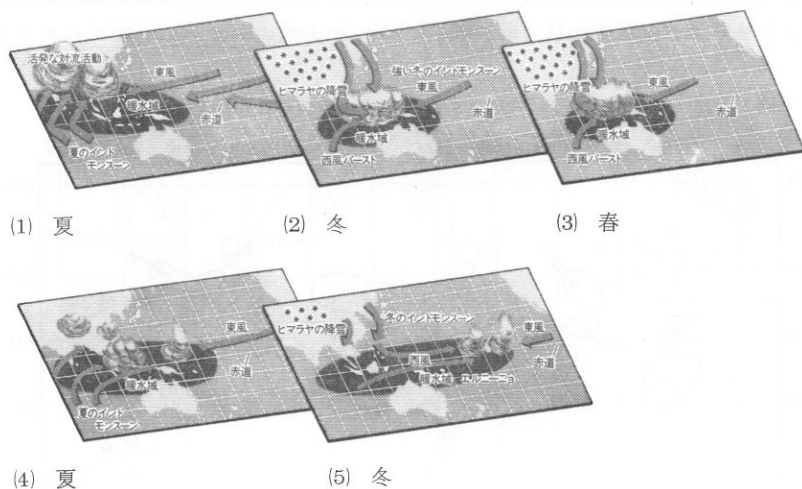 活発な対流活動
東風
暖水域
赤道
夏のインド
モンスーン
(1) 夏
強い冬のインドモンスーン
ヒマラヤの降雪
東風
暖水域
赤道
西風バースト
(2) 冬
ヒマラヤの降雪
東風
暖水域
赤道
西風バースト
(3) 春
東風
赤道
暖水域
夏のインド
モンスーン
(4) 夏
ヒマラヤの降雪
冬のインドモンスーン
東風
西風
赤道
暖水域
エルニーニョ
(5) 冬